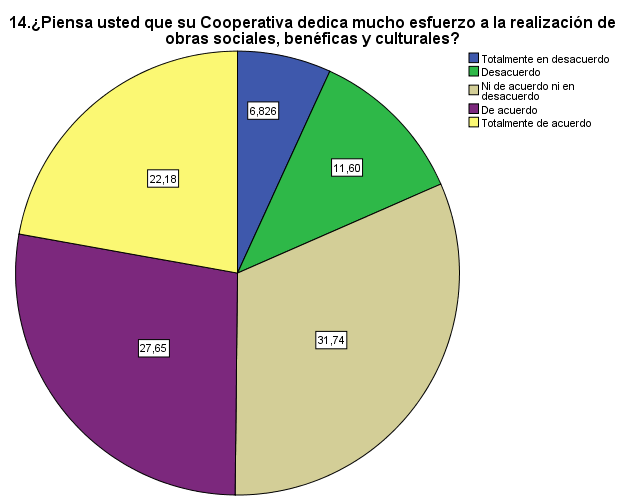 14.¿Piensa usted que su Cooperativa dedica mucho esfuerzo a la realización de
obras sociales, benéficas y culturales?
Totalmente en desacuerdo
Desacuerdo
Ni de acuerdo ni en
desacuerdo
De acuerdo
Totalmente de acuerdo
6,826
11,60
22,18
31,74
27,65